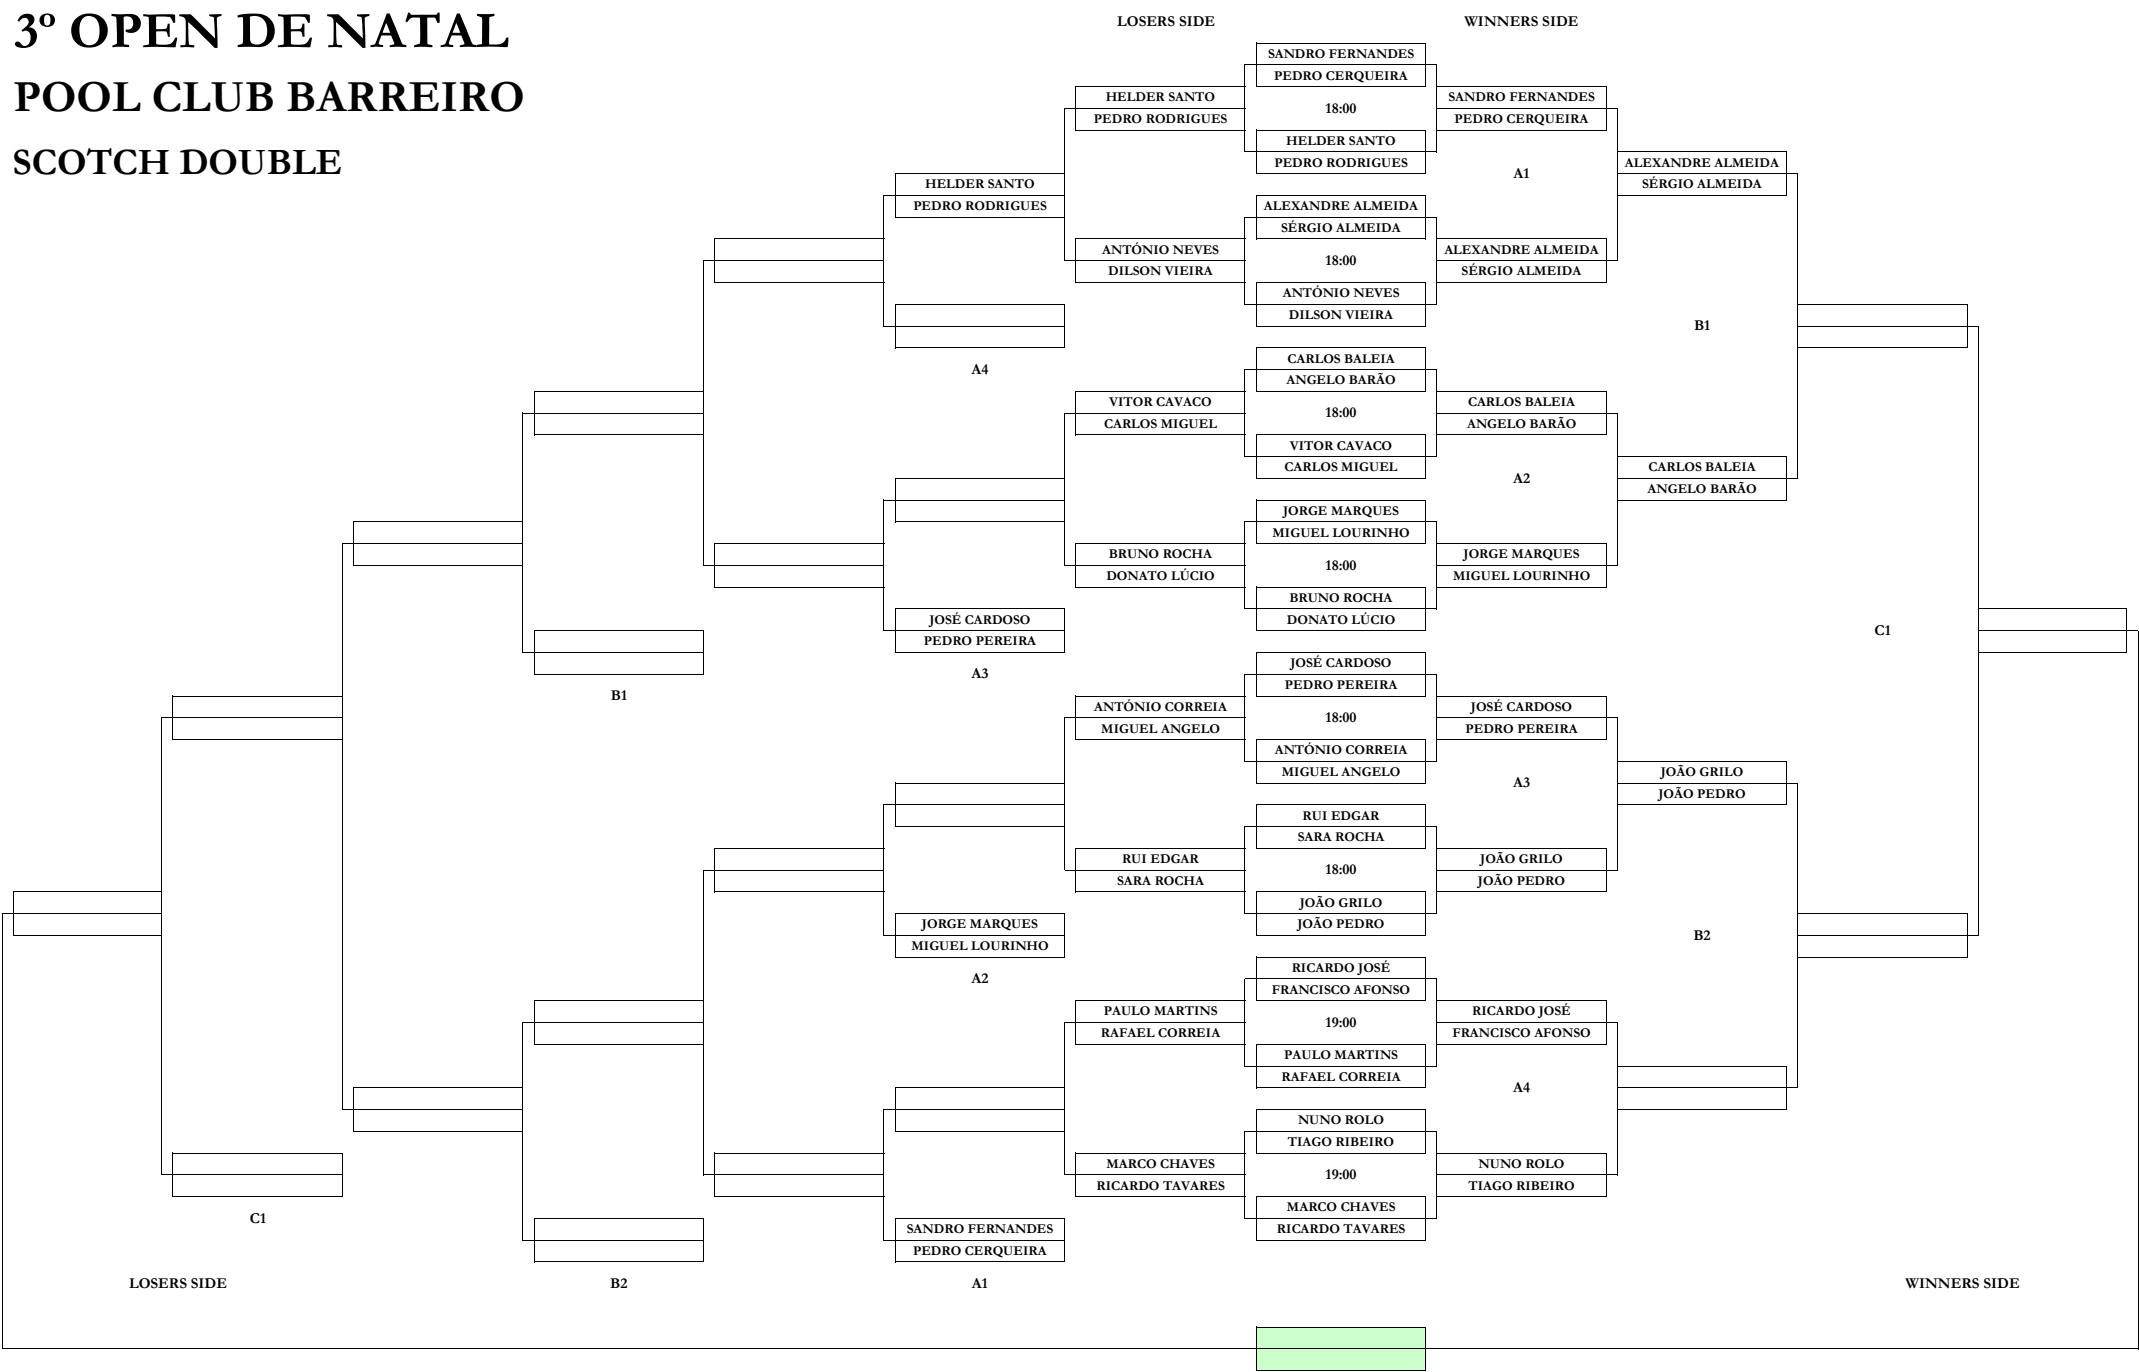 3º OPEN DE NATAL
POOL CLUB BARREIRO
SCOTCH DOUBLE
LOSERS SIDE
WINNERS SIDE
SANDRO FERNANDES
PEDRO CERQUEIRA
18:00
HELDER SANTO
PEDRO RODRIGUES
ALEXANDRE ALMEIDA
SÉRGIO ALMEIDA
18:00
ANTÓNIO NEVES
DILSON VIEIRA
CARLOS BALEIA
ANGELO BARÃO
18:00
VITOR CAVACO
CARLOS MIGUEL
JORGE MARQUES
MIGUEL LOURINHO
18:00
BRUNO ROCHA
DONATO LÚCIO
JOSÉ CARDOSO
PEDRO PEREIRA
18:00
ANTÓNIO CORREIA
MIGUEL ANGELO
RUI EDGAR
SARA ROCHA
18:00
JOÃO GRILO
JOÃO PEDRO
RICARDO JOSÉ
FRANCISCO AFONSO
19:00
PAULO MARTINS
RAFAEL CORREIA
NUNO ROLO
TIAGO RIBEIRO
19:00
MARCO CHAVES
RICARDO TAVARES
SANDRO FERNANDES
PEDRO CERQUEIRA
A1
ALEXANDRE ALMEIDA
SÉRGIO ALMEIDA
CARLOS BALEIA
ANGELO BARÃO
A2
JORGE MARQUES
MIGUEL LOURINHO
JOSÉ CARDOSO
PEDRO PEREIRA
A3
JOÃO GRILO
JOÃO PEDRO
RICARDO JOSÉ
FRANCISCO AFONSO
A4
NUNO ROLO
TIAGO RIBEIRO
ALEXANDRE ALMEIDA
SÉRGIO ALMEIDA
B1
CARLOS BALEIA
ANGELO BARÃO
JOÃO GRILO
JOÃO PEDRO
B2
C1
WINNERS SIDE
HELDER SANTO
PEDRO RODRIGUES
ANTÓNIO NEVES
DILSON VIEIRA
VITOR CAVACO
CARLOS MIGUEL
BRUNO ROCHA
DONATO LÚCIO
ANTÓNIO CORREIA
MIGUEL ANGELO
RUI EDGAR
SARA ROCHA
PAULO MARTINS
RAFAEL CORREIA
MARCO CHAVES
RICARDO TAVARES
HELDER SANTO
PEDRO RODRIGUES
A4
JOSÉ CARDOSO
PEDRO PEREIRA
A3
JORGE MARQUES
MIGUEL LOURINHO
A2
SANDRO FERNANDES
PEDRO CERQUEIRA
A1
B1
B2
C1
LOSERS SIDE